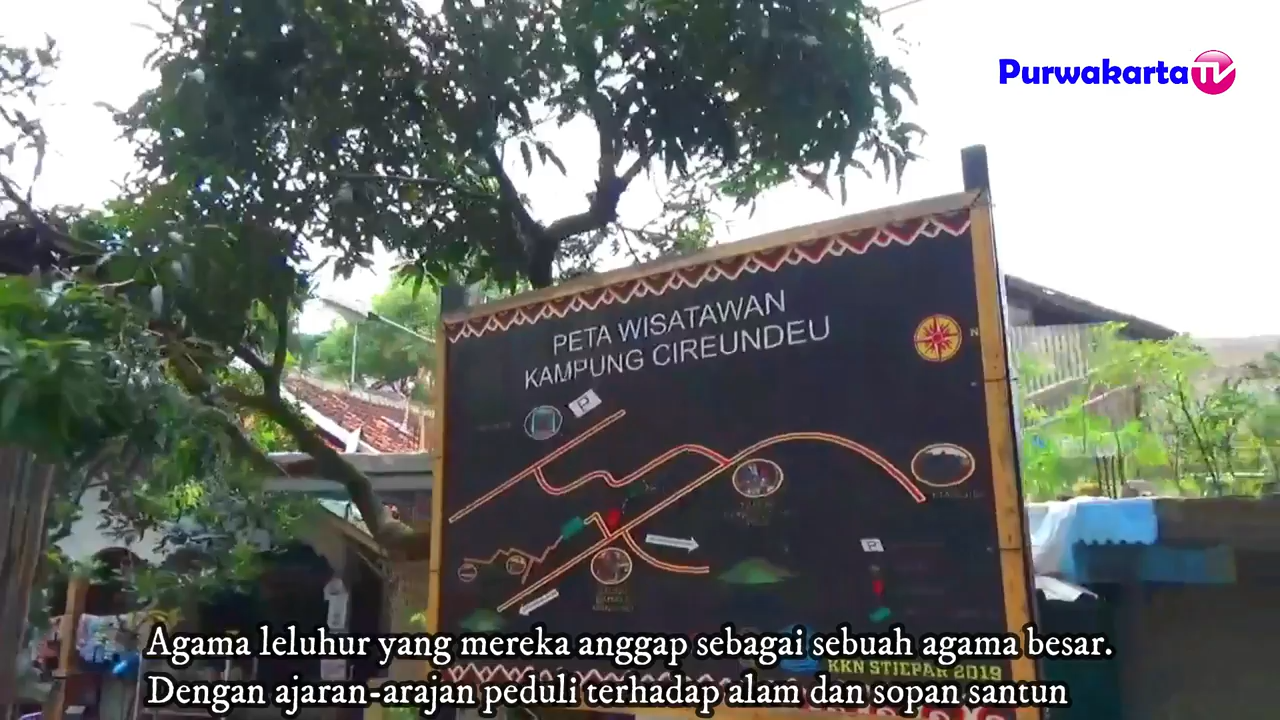 PurwakartaTV
PETA WISATAWAN
KAMPUNG CIREUNDEU
N
P
P
KKN STIEPAR 2019
Agama leluhur yang mereka anggap sebagai sebuah agama besar.
Dengan ajaran-arajan peduli terhadap alam dan sopan santun